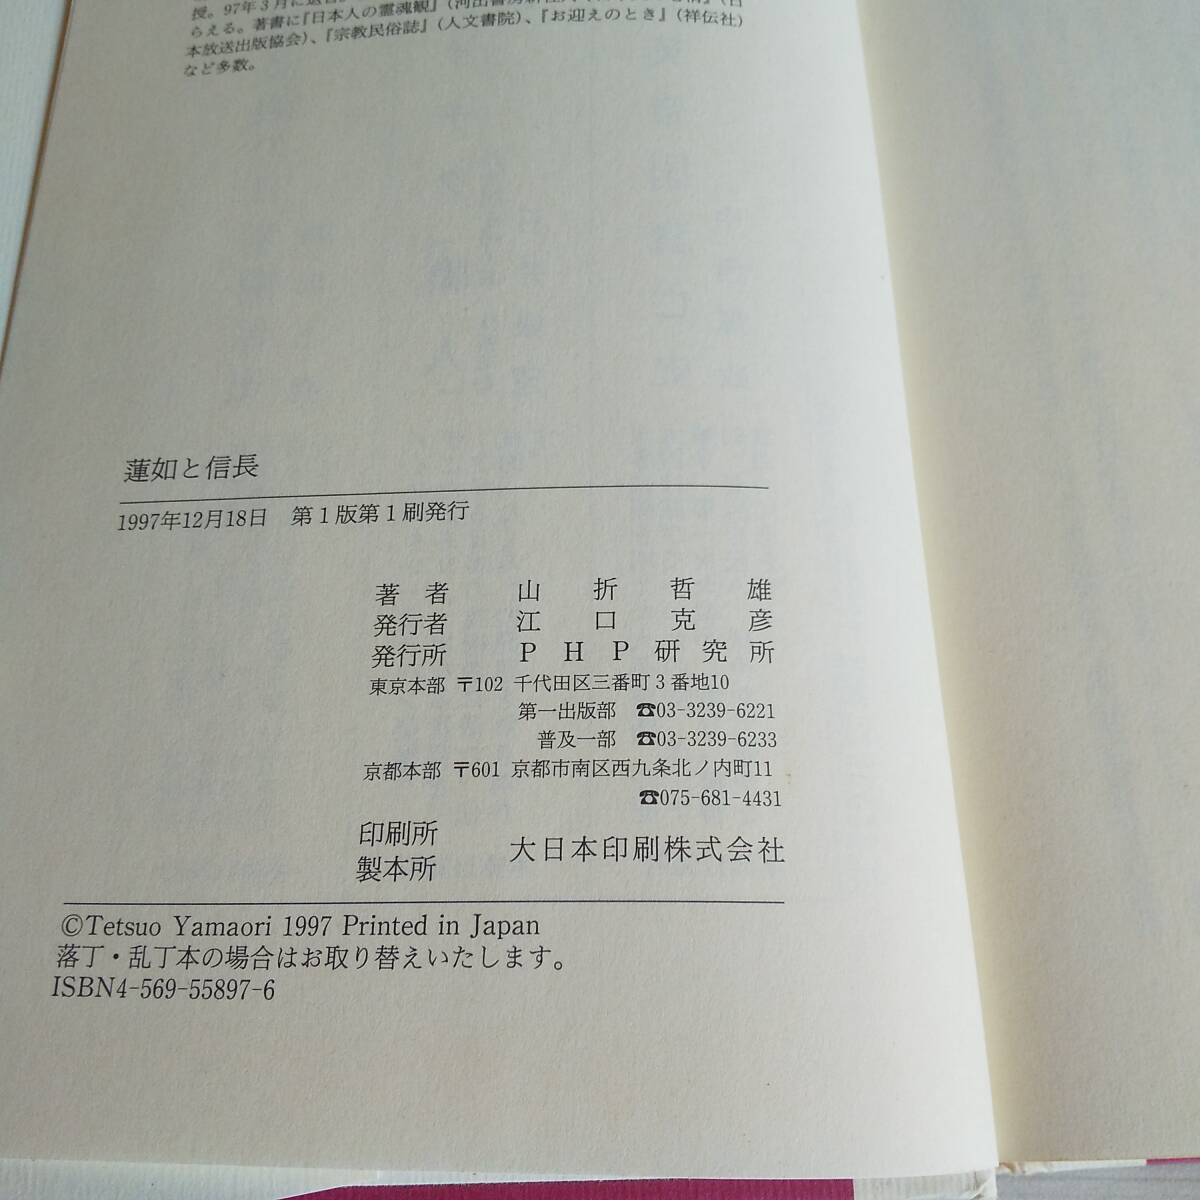 授。97年3月に退官。
らえる。著書に『日本人の霊魂観』(河出書房新社)
本放送出版協会)、『宗教民俗誌』(人文書院)、『お迎えのとき』(祥伝社)
など多数。
蓮如と信長
1997年12月18日　第1版第1刷発行
著者　山折哲雄
発行者　江口克彦
発行所　PHP研究所
東京本部 〒102 千代田区三番町3番地10
第一出版部 ☎03-3239-6221
普及一部 ☎03-3239-6233
京都本部 〒601 京都市南区西九条北ノ内町11
☎075-681-4431
印刷所
製本所
大日本印刷株式会社
©Tetsuo Yamaori 1997 Printed in Japan
落丁・乱丁本の場合はお取り替えいたします。
ISBN4-569-55897-6